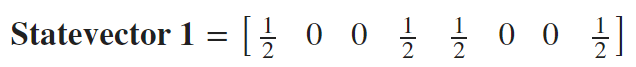 Statevector 1 = [ 1/2 0 0 1/2 1/2 0 0 1/2 ]